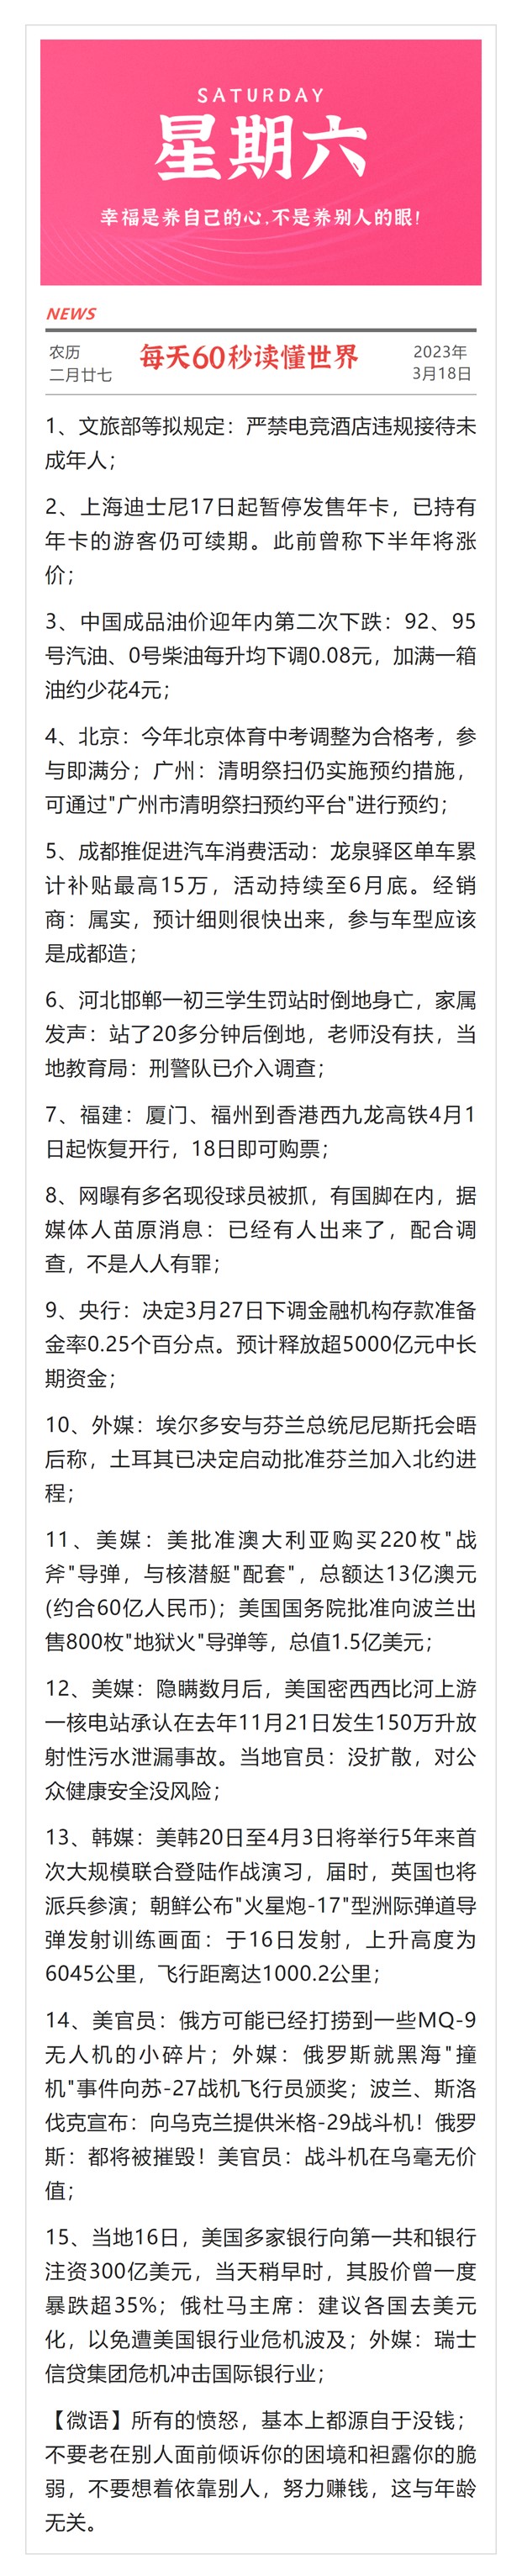 SATURDAY
星期六
幸福是养自己的心,不是养别人的眼!
NEWS
农历
二月廿七
每天60秒读懂世界
2023年
3月18日
1、文旅部等拟规定：严禁电竞酒店违规接待未
成年人；
2、上海迪士尼17日起暂停发售年卡，已持有
年卡的游客仍可续期。此前曾称下半年将涨
价；
3、中国成品油价迎年内第二次下跌：92、95
号汽油、0号柴油每升均下调0.08元，加满一箱
油约少花4元；
4、北京：今年北京体育中考调整为合格考，参
与即满分；广州：清明祭扫仍实施预约措施，
可通过"广州市清明祭扫预约平台"进行预约；
5、成都推促进汽车消费活动：龙泉驿区单车累
计补贴最高15万，活动持续至6月底。经销
商：属实，预计细则很快出来，参与车型应该
是成都造；
6、河北邯郸一初三学生罚站时倒地身亡，家属
发声：站了20多分钟后倒地，老师没有扶，当
地教育局：刑警队已介入调查；
7、福建：厦门、福州到香港西九龙高铁4月1
日起恢复开行，18日即可购票；
8、网曝有多名现役球员被抓，有国脚在内，据
媒体人苗原消息：已经有人出来了，配合调
查，不是人人有罪；
9、央行：决定3月27日下调金融机构存款准备
金率0.25个百分点。预计释放超5000亿元中长
期资金；
10、外媒：埃尔多安与芬兰总统尼尼斯托会晤
后称，土耳其已决定启动批准芬兰加入北约进
程；
11、美媒：美批准澳大利亚购买220枚"战
斧"导弹，与核潜艇"配套"，总额达13亿澳元
(约合60亿人民币)；美国国务院批准向波兰出
售800枚"地狱火"导弹等，总值1.5亿美元；
12、美媒：隐瞒数月后，美国密西西比河上游
一核电站承认在去年11月21日发生150万升放
射性污水泄漏事故。当地官员：没扩散，对公
众健康安全没风险；
13、韩媒：美韩20日至4月3日将举行5年来首
次大规模联合登陆作战演习，届时，英国也将
派兵参演；朝鲜公布"火星炮-17"型洲际弹道导
弹发射训练画面：于16日发射，上升高度为
6045公里，飞行距离达1000.2公里；
14、美官员：俄方可能已经打捞到一些MQ-9
无人机的小碎片；外媒：俄罗斯就黑海"撞
机"事件向苏-27战机飞行员颁奖；波兰、斯洛
伐克宣布：向乌克兰提供米格-29战斗机！俄罗
斯：都将被摧毁！美官员：战斗机在乌毫无价
值；
15、当地16日，美国多家银行向第一共和银行
注资300亿美元，当天稍早时，其股价曾一度
暴跌超35%；俄杜马主席：建议各国去美元
化，以免遭美国银行业危机波及；外媒：瑞士
信贷集团危机冲击国际银行业；
【微语】所有的愤怒，基本上都源自于没钱；
不要老在别人面前倾诉你的困境和袒露你的脆
弱，不要想着依靠别人，努力赚钱，这与年龄
无关。